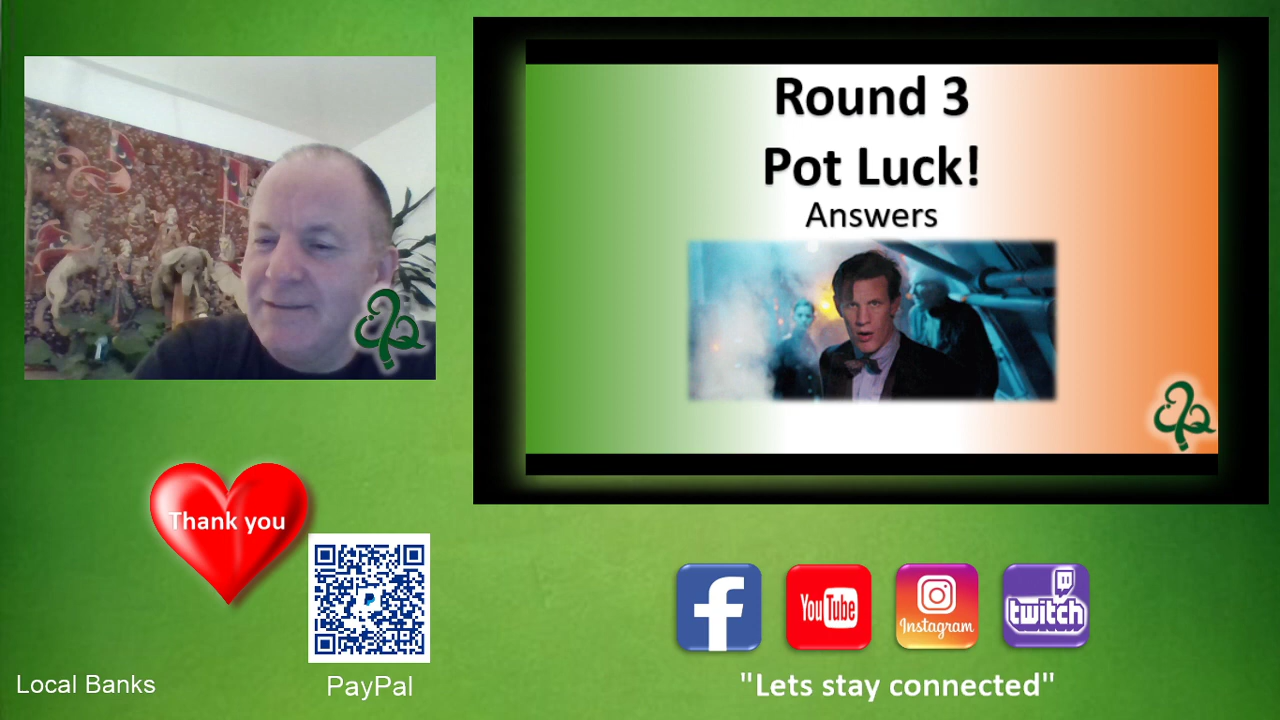 Round 3
Pot Luck!
Answers
Thank you
Local Banks
PayPal
YouTube
Instagram
twitch
"Lets stay connected"